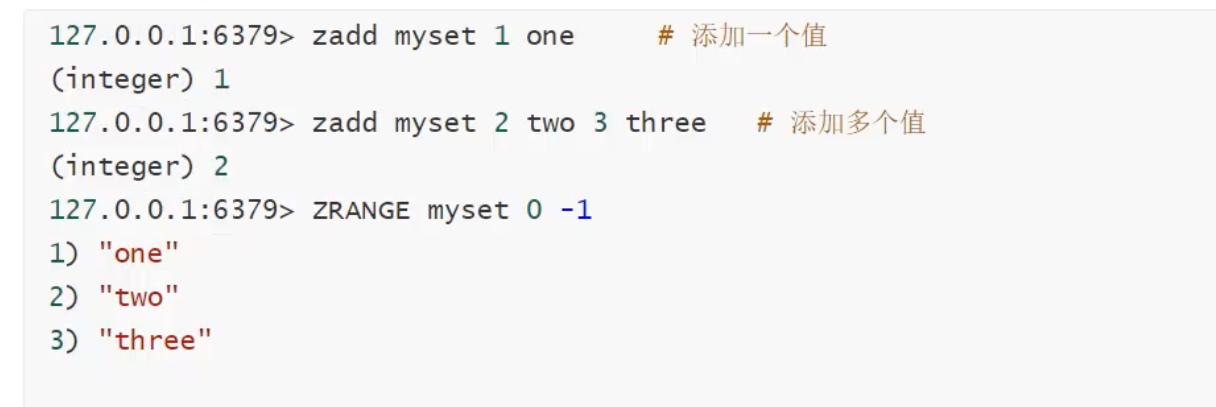 127.0.0.1:6379> zadd myset 1 one     # 添加一个值
(integer) 1
127.0.0.1:6379> zadd myset 2 two 3 three   # 添加多个值
(integer) 2
127.0.0.1:6379> ZRANGE myset 0 -1
1) "one"
2) "two"
3) "three"